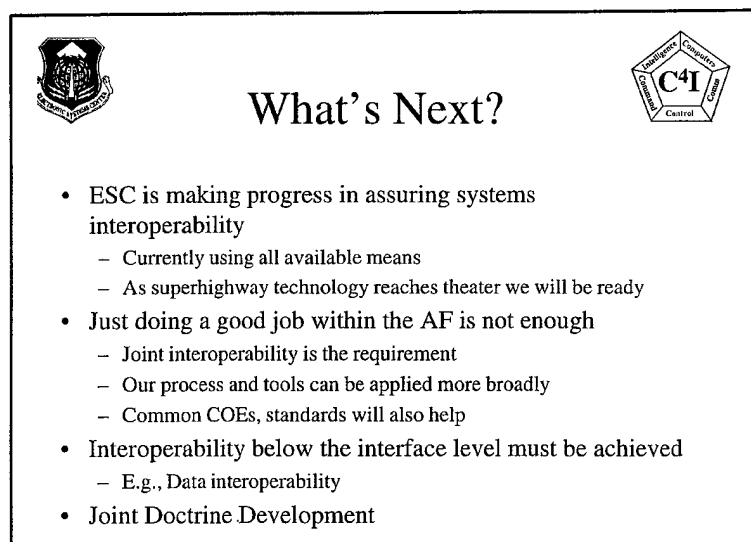 ELECTRONIC SYSTEMS CENTER
Intelligence
Computers
Command
C⁴I
Comms
Control
What's Next?
• ESC is making progress in assuring systems
interoperability
– Currently using all available means
– As superhighway technology reaches theater we will be ready
• Just doing a good job within the AF is not enough
– Joint interoperability is the requirement
– Our process and tools can be applied more broadly
– Common COEs, standards will also help
• Interoperability below the interface level must be achieved
– E.g., Data interoperability
• Joint Doctrine Development